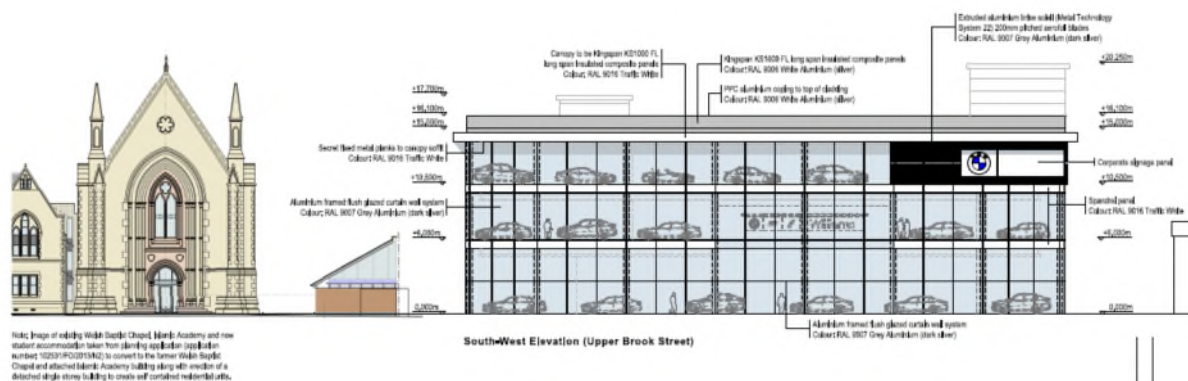 Extruded aluminium brise soleil (Metal Technology
System 22) 200mm pitched aerofoil blades
Colour: RAL 9007 Grey Aluminium (dark silver)
Canopy to be Kingspan KS1000 FL
long span insulated composite panels
Colour: RAL 9016 Traffic White
Kingspan KS1000 FL long span insulated composite panels
Colour: RAL 9006 White Aluminium (silver)
PPC aluminium coping to top of cladding
Colour: RAL 9006 White Aluminium (silver)
+20,250m
+17,700m
+16,100m
+15,000m
+16,100m
+15,000m
Secret fixed metal planks to canopy soffit
Colour: RAL 9016 Traffic White
BMW
Corporate signage panel
+10,500m
+10,500m
Aluminium framed flush glazed curtain wall system
Colour: RAL 9007 Grey Aluminium (dark silver)
Spandrel panel
Colour: RAL 9016 Traffic White
+6,000m
+6,000m
0,000m
0,000m
Note: Image of existing Welsh Baptist Chapel, Islamic Academy and new
student accommodation taken from planning application (application
number: 102531/FO/2013/N2) to convert to the former Welsh Baptist
Chapel and attached Islamic Academy building along with erection of a
detached single storey building to create self contained residential units.
South-West Elevation (Upper Brook Street)
Aluminium framed flush glazed curtain wall system
Colour: RAL 9007 Grey Aluminium (dark silver)